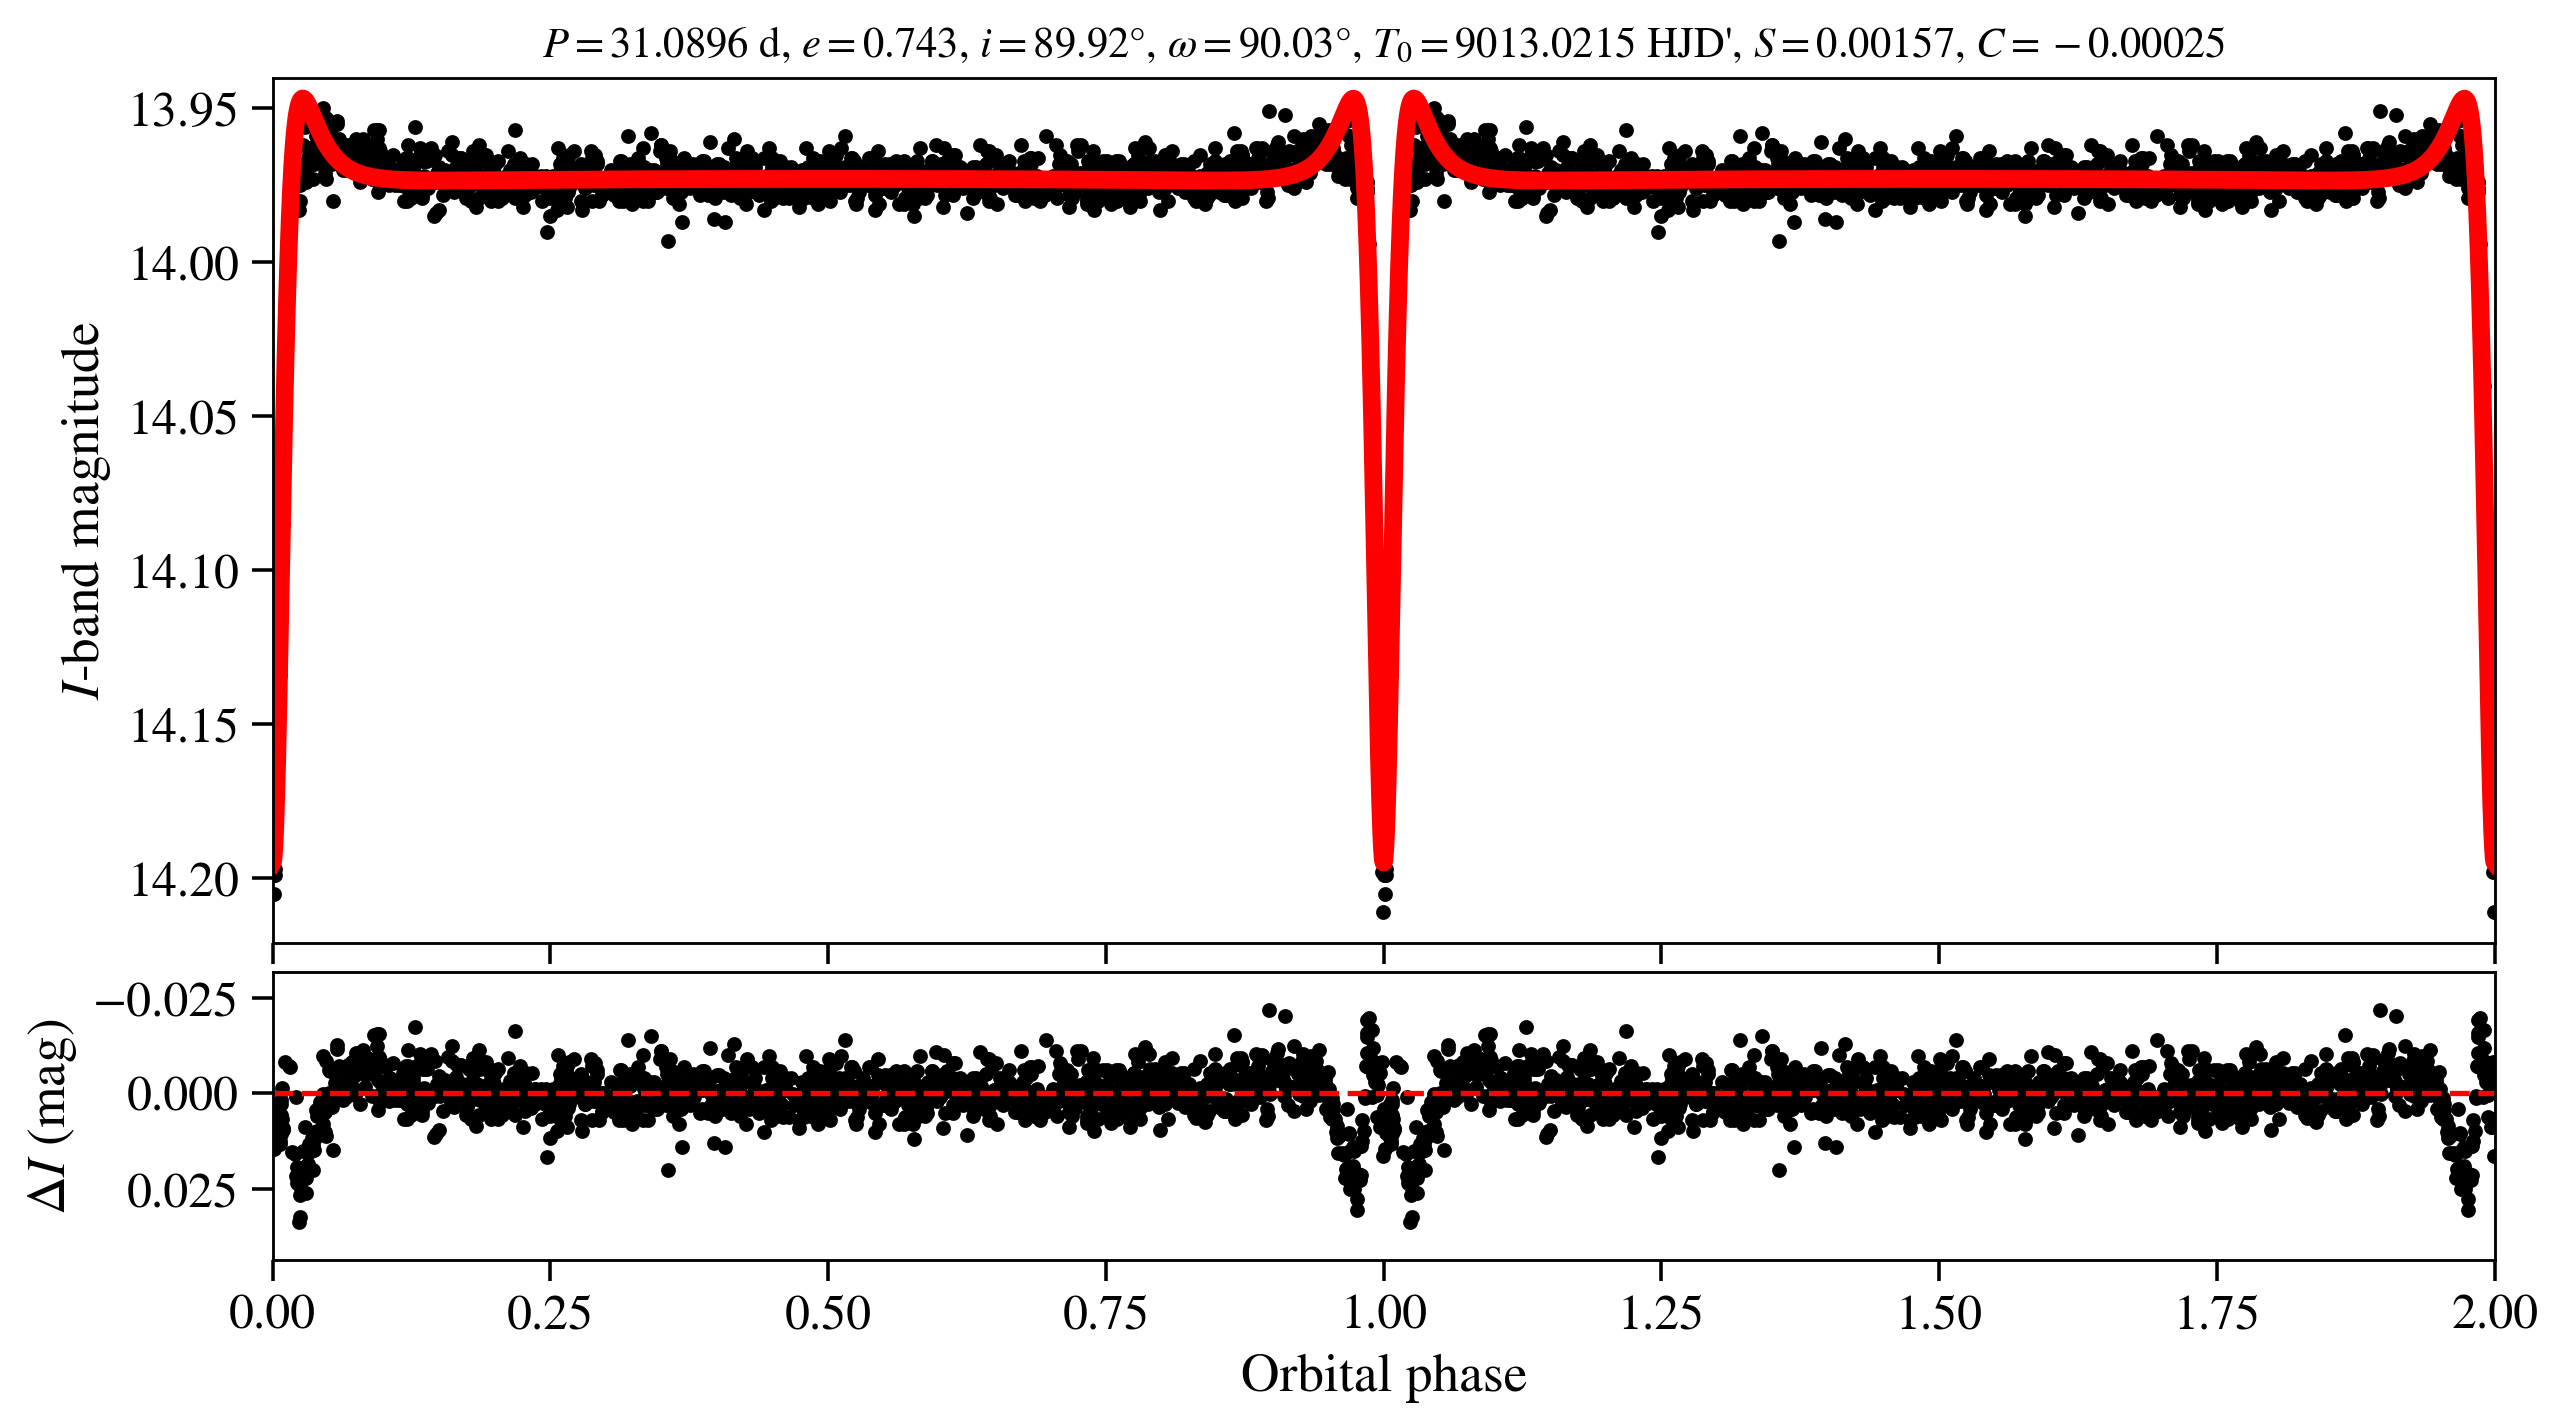 P = 31.0896 d, e = 0.743, i = 89.92°, ω = 90.03°, T₀ = 9013.0215 HJD', S = 0.00157, C = −0.00025
13.95
14.00
14.05
14.10
14.15
14.20
I-band magnitude
−0.025
0.000
0.025
ΔI (mag)
0.00 0.25 0.50 0.75 1.00 1.25 1.50 1.75 2.00
Orbital phase